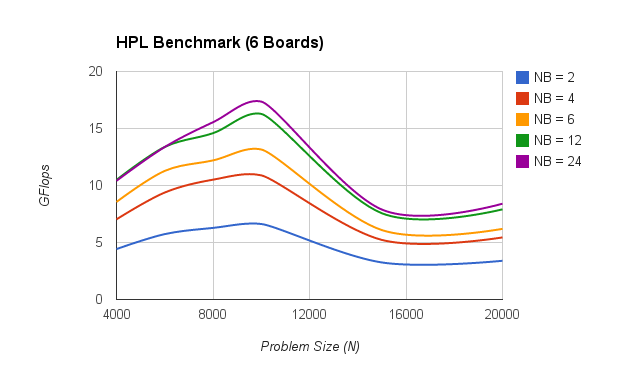 HPL Benchmark (6 Boards)
20
15
10
5
0
GFlops
4000 8000 12000 16000 20000
Problem Size (N)
NB = 2
NB = 4
NB = 6
NB = 12
NB = 24